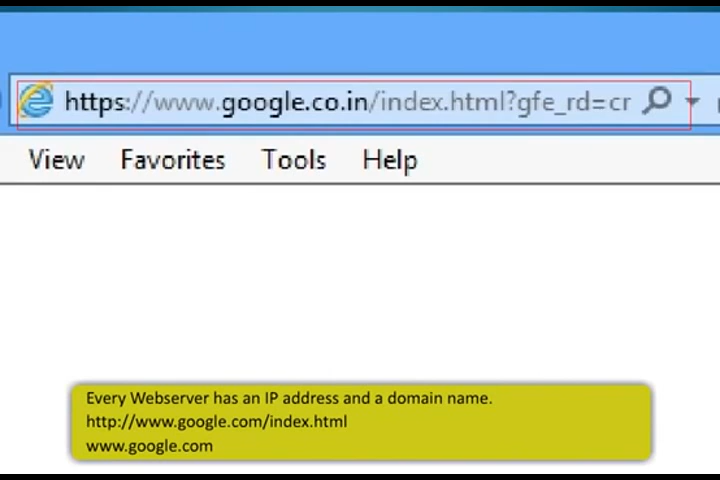 https://www.google.co.in/index.html?gfe_rd=cr
View Favorites Tools Help
Every Webserver has an IP address and a domain name.
http://www.google.com/index.html
www.google.com